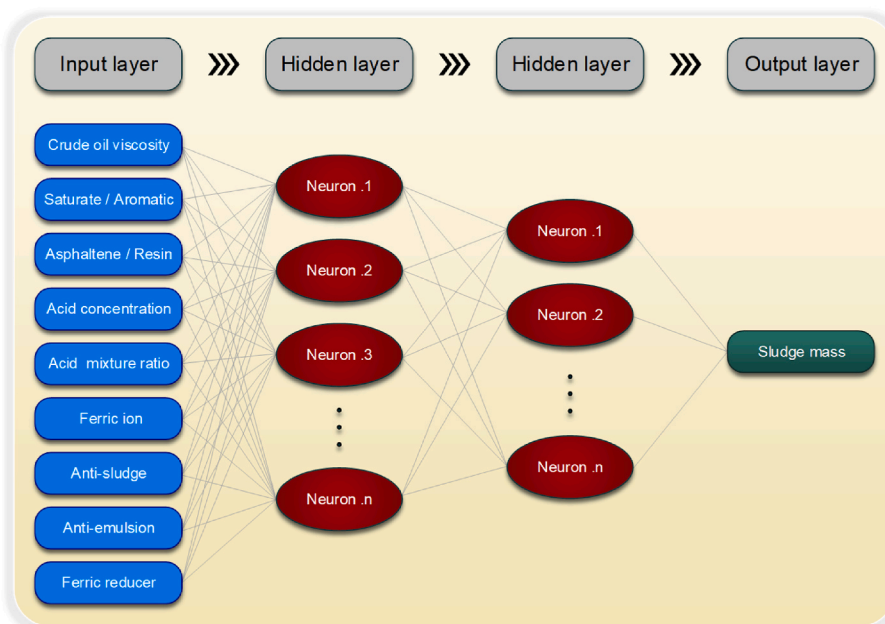 Input layer
Hidden layer
Hidden layer
Output layer
Crude oil viscosity
Saturate / Aromatic
Asphaltene / Resin
Acid concentration
Acid mixture ratio
Ferric ion
Anti-sludge
Anti-emulsion
Ferric reducer
Neuron .1
Neuron .2
Neuron .3
Neuron .n
Neuron .1
Neuron .2
Neuron .n
Sludge mass